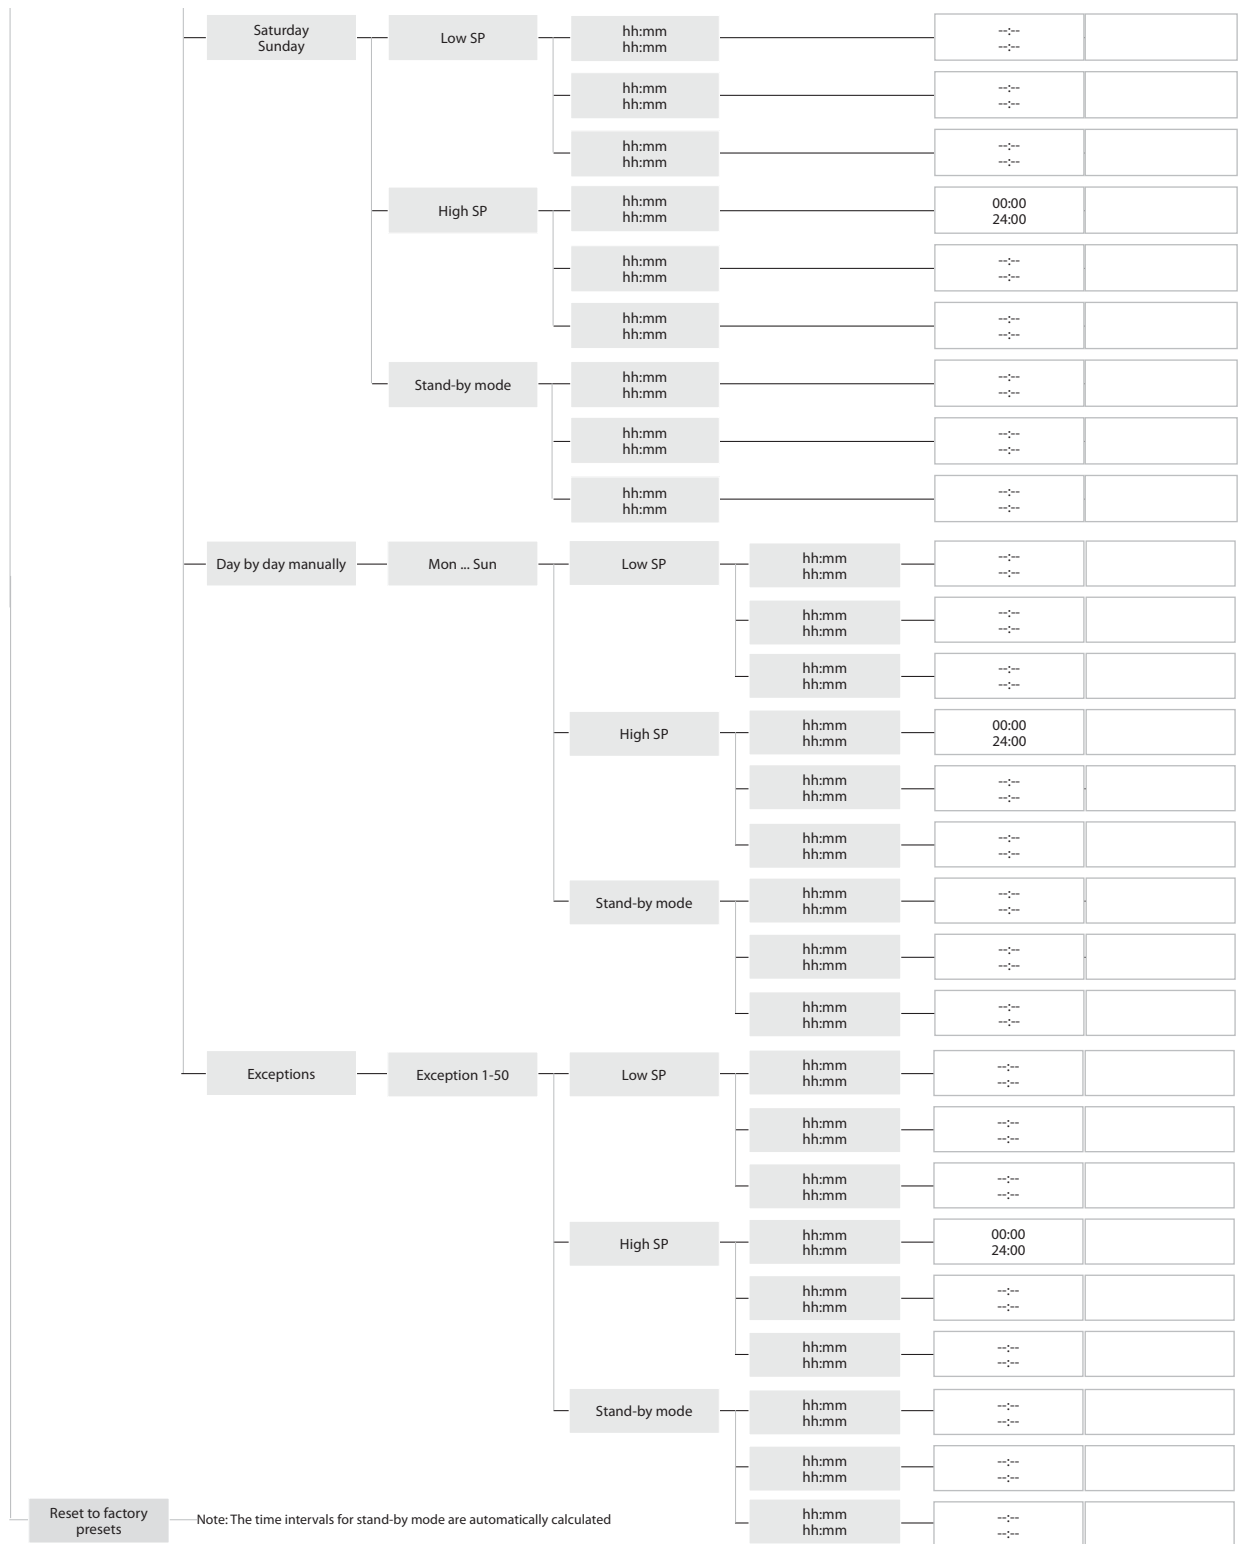 Saturday
Sunday
Low SP
hh:mm
hh:mm
--:--
--:--
hh:mm
hh:mm
--:--
--:--
hh:mm
hh:mm
--:--
--:--
High SP
hh:mm
hh:mm
00:00
24:00
hh:mm
hh:mm
--:--
--:--
hh:mm
hh:mm
--:--
--:--
Stand-by mode
hh:mm
hh:mm
--:--
--:--
hh:mm
hh:mm
--:--
--:--
hh:mm
hh:mm
--:--
--:--
Day by day manually
Mon ... Sun
Low SP
hh:mm
hh:mm
--:--
--:--
hh:mm
hh:mm
--:--
--:--
hh:mm
hh:mm
--:--
--:--
High SP
hh:mm
hh:mm
00:00
24:00
hh:mm
hh:mm
--:--
--:--
hh:mm
hh:mm
--:--
--:--
Stand-by mode
hh:mm
hh:mm
--:--
--:--
hh:mm
hh:mm
--:--
--:--
hh:mm
hh:mm
--:--
--:--
Exceptions
Exception 1-50
Low SP
hh:mm
hh:mm
--:--
--:--
hh:mm
hh:mm
--:--
--:--
hh:mm
hh:mm
--:--
--:--
High SP
hh:mm
hh:mm
00:00
24:00
hh:mm
hh:mm
--:--
--:--
hh:mm
hh:mm
--:--
--:--
Stand-by mode
hh:mm
hh:mm
--:--
--:--
hh:mm
hh:mm
--:--
--:--
hh:mm
hh:mm
--:--
--:--
Reset to factory
presets
Note: The time intervals for stand-by mode are automatically calculated